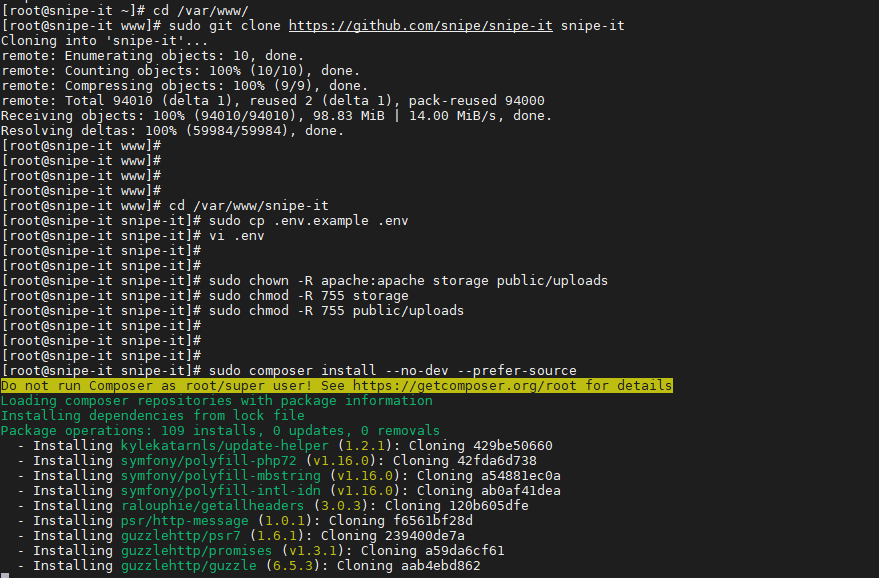 [root@snipe-it ~]# cd /var/www/
[root@snipe-it www]# sudo git clone https://github.com/snipe/snipe-it snipe-it
Cloning into 'snipe-it'...
remote: Enumerating objects: 10, done.
remote: Counting objects: 100% (10/10), done.
remote: Compressing objects: 100% (9/9), done.
remote: Total 94010 (delta 1), reused 2 (delta 1), pack-reused 94000
Receiving objects: 100% (94010/94010), 98.83 MiB | 14.00 MiB/s, done.
Resolving deltas: 100% (59984/59984), done.
[root@snipe-it www]#
[root@snipe-it www]#
[root@snipe-it www]#
[root@snipe-it www]#
[root@snipe-it www]# cd /var/www/snipe-it
[root@snipe-it snipe-it]# sudo cp .env.example .env
[root@snipe-it snipe-it]# vi .env
[root@snipe-it snipe-it]#
[root@snipe-it snipe-it]#
[root@snipe-it snipe-it]# sudo chown -R apache:apache storage public/uploads
[root@snipe-it snipe-it]# sudo chmod -R 755 storage
[root@snipe-it snipe-it]# sudo chmod -R 755 public/uploads
[root@snipe-it snipe-it]#
[root@snipe-it snipe-it]#
[root@snipe-it snipe-it]#
[root@snipe-it snipe-it]# sudo composer install --no-dev --prefer-source
Do not run Composer as root/super user! See https://getcomposer.org/root for details
Loading composer repositories with package information
Installing dependencies from lock file
Package operations: 109 installs, 0 updates, 0 removals
  - Installing kylekatarnls/update-helper (1.2.1): Cloning 429be50660
  - Installing symfony/polyfill-php72 (v1.16.0): Cloning 42fda6d738
  - Installing symfony/polyfill-mbstring (v1.16.0): Cloning a54881ec0a
  - Installing symfony/polyfill-intl-idn (v1.16.0): Cloning ab0af41dea
  - Installing ralouphie/getallheaders (3.0.3): Cloning 120b605dfe
  - Installing psr/http-message (1.0.1): Cloning f6561bf28d
  - Installing guzzlehttp/psr7 (1.6.1): Cloning 239400de7a
  - Installing guzzlehttp/promises (v1.3.1): Cloning a59da6cf61
  - Installing guzzlehttp/guzzle (6.5.3): Cloning aab4ebd862